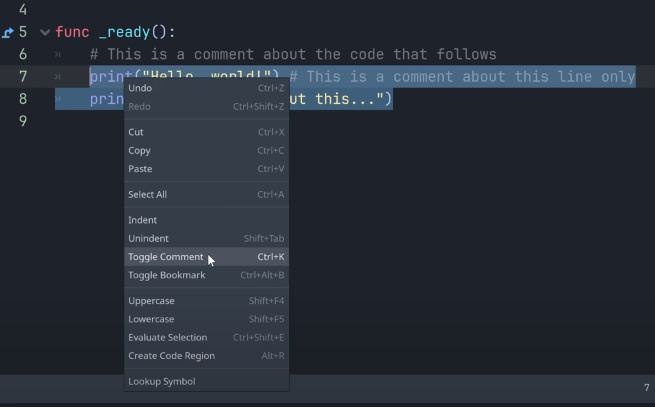 4
5 func _ready():
6 # This is a comment about the code that follows
7 print("Hello, world!") # This is a comment about this line only
8 prin ut this...")
9
Undo Ctrl+Z
Redo Ctrl+Shift+Z
Cut Ctrl+X
Copy Ctrl+C
Paste Ctrl+V
Select All Ctrl+A
Indent
Unindent Shift+Tab
Toggle Comment Ctrl+K
Toggle Bookmark Ctrl+Alt+B
Uppercase Shift+F4
Lowercase Shift+F5
Evaluate Selection Ctrl+Shift+E
Create Code Region Alt+R
Lookup Symbol
7